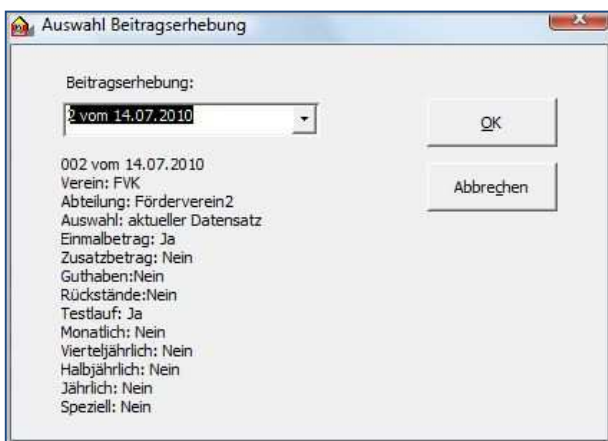 Auswahl Beitragserhebung
Beitragserhebung:
2 vom 14.07.2010
OK
002 vom 14.07.2010
Verein: FVK
Abteilung: Förderverein2
Auswahl: aktueller Datensatz
Einmalbetrag: Ja
Zusatzbetrag: Nein
Guthaben:Nein
Rückstände:Nein
Testlauf: Ja
Monatlich: Nein
Vierteljährlich: Nein
Halbjährlich: Nein
Jährlich: Nein
Speziell: Nein
Abbrechen